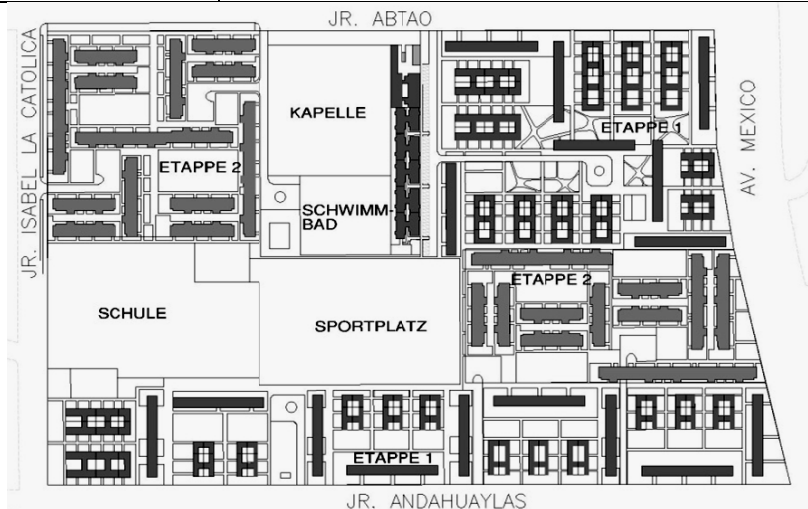 JR. ABTAO
JR. ISABEL LA CATOLICA
KAPELLE
ETAPPE 1
AV. MEXICO
ETAPPE 2
SCHWIMM-
BAD
ETAPPE 2
SCHULE
SPORTPLATZ
ETAPPE 1
JR. ANDAHUAYLAS